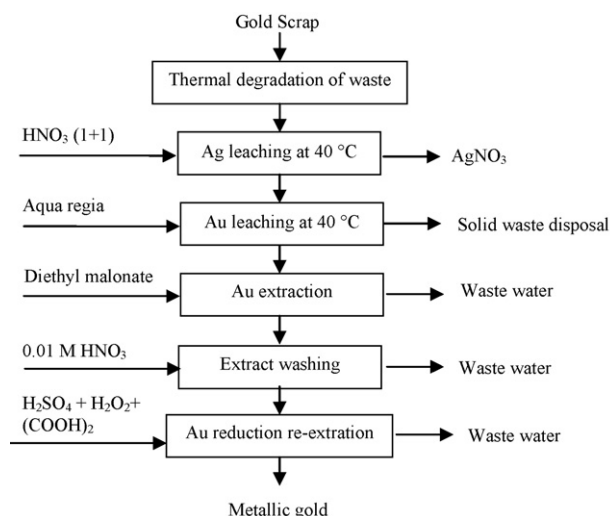 Gold Scrap
Thermal degradation of waste
HNO₃ (1+1)
Ag leaching at 40 °C
AgNO₃
Aqua regia
Au leaching at 40 °C
Solid waste disposal
Diethyl malonate
Au extraction
Waste water
0.01 M HNO₃
Extract washing
Waste water
H₂SO₄ + H₂O₂+
(COOH)₂
Au reduction re-extration
Waste water
Metallic gold